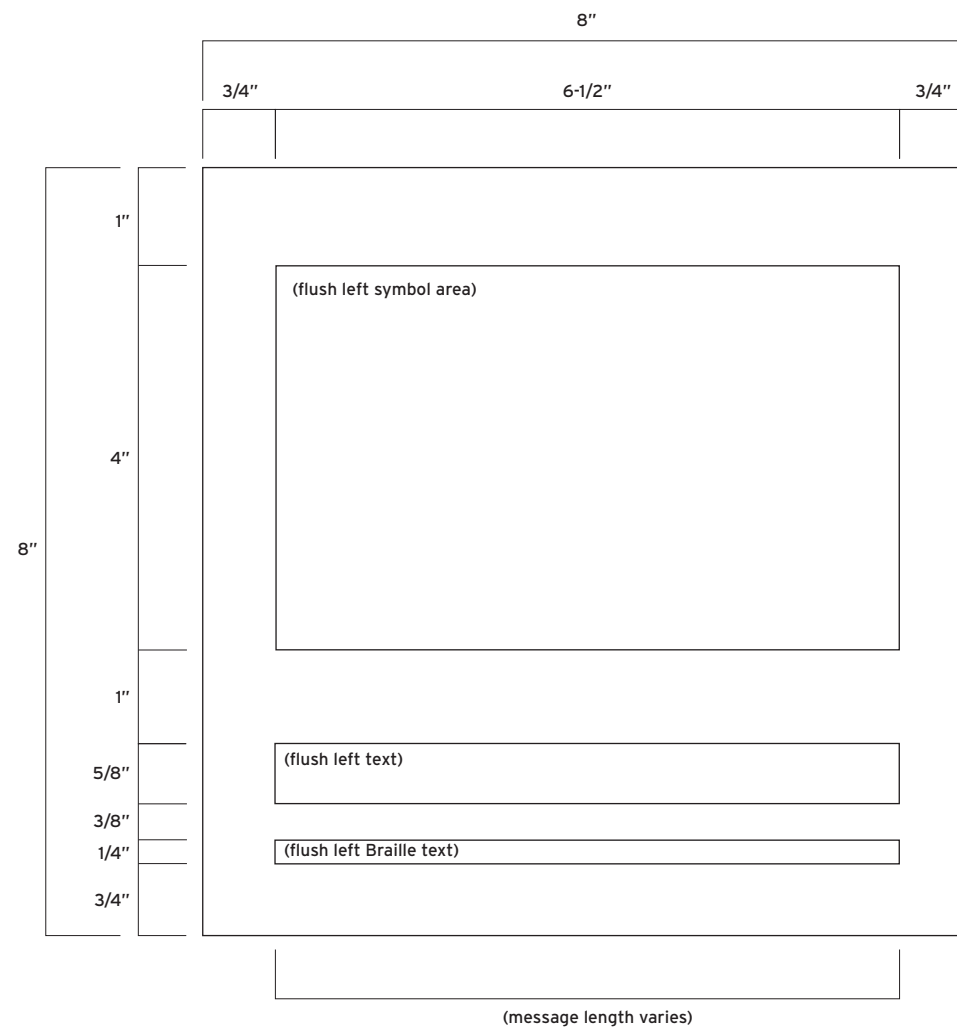 8″
3/4″ 6-1/2″ 3/4″
1″
(flush left symbol area)
4″
8″
1″
(flush left text)
5/8″
3/8″
(flush left Braille text)
1/4″
3/4″
(message length varies)